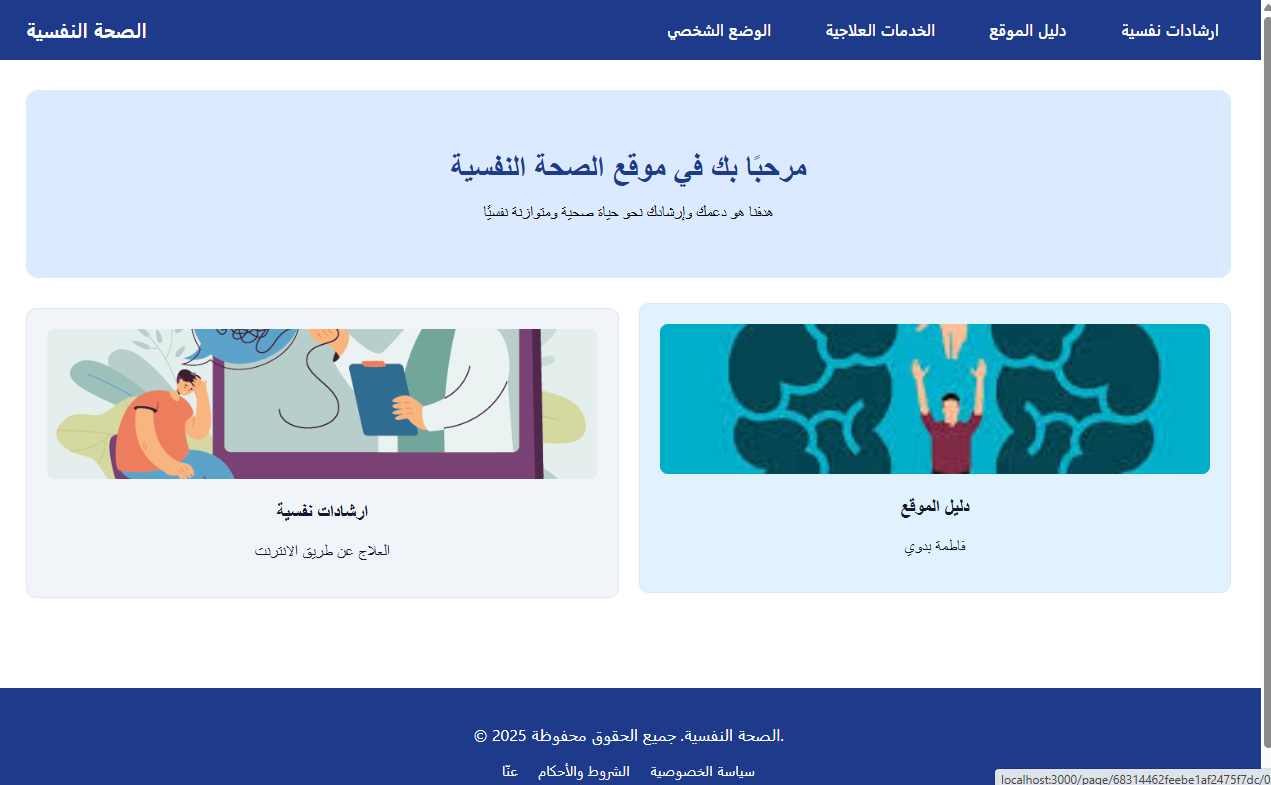 ارشادات نفسية
دليل الموقع
الخدمات العلاجية
الوضع الشخصي
الصحة النفسية
مرحبًا بك في موقع الصحة النفسية
هدفنا هو دعمك وإرشادك نحو حياة صحية ومتوازنة نفسيًا
دليل الموقع
فاطمة بدوي
ارشادات نفسية
العلاج عن طريق الانترنت
© 2025 الصحة النفسية. جميع الحقوق محفوظة.
سياسة الخصوصية
الشروط والأحكام
عنّا
localhost:3000/page/68314462feebe1af2475f7dc/0